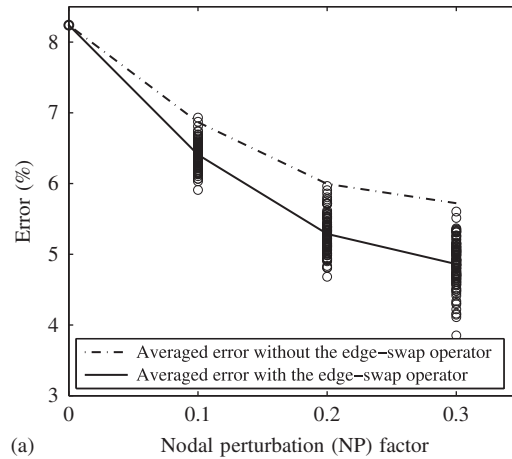 8
7
6
5
4
3
Error (%)
Averaged error without the edge-swap operator
Averaged error with the edge-swap operator
0
0.1
0.2
0.3
(a)
Nodal perturbation (NP) factor